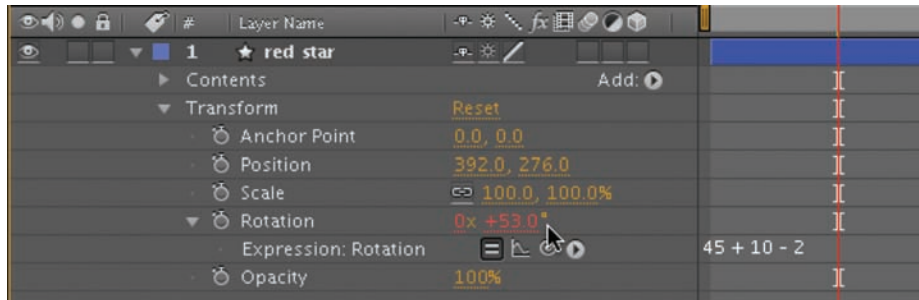 # Layer Name fx
1 red star
Contents Add:
Transform Reset
Anchor Point 0.0, 0.0
Position 392.0, 276.0
Scale 100.0, 100.0%
Rotation 0x +53.0°
Expression: Rotation 45 + 10 - 2
Opacity 100%